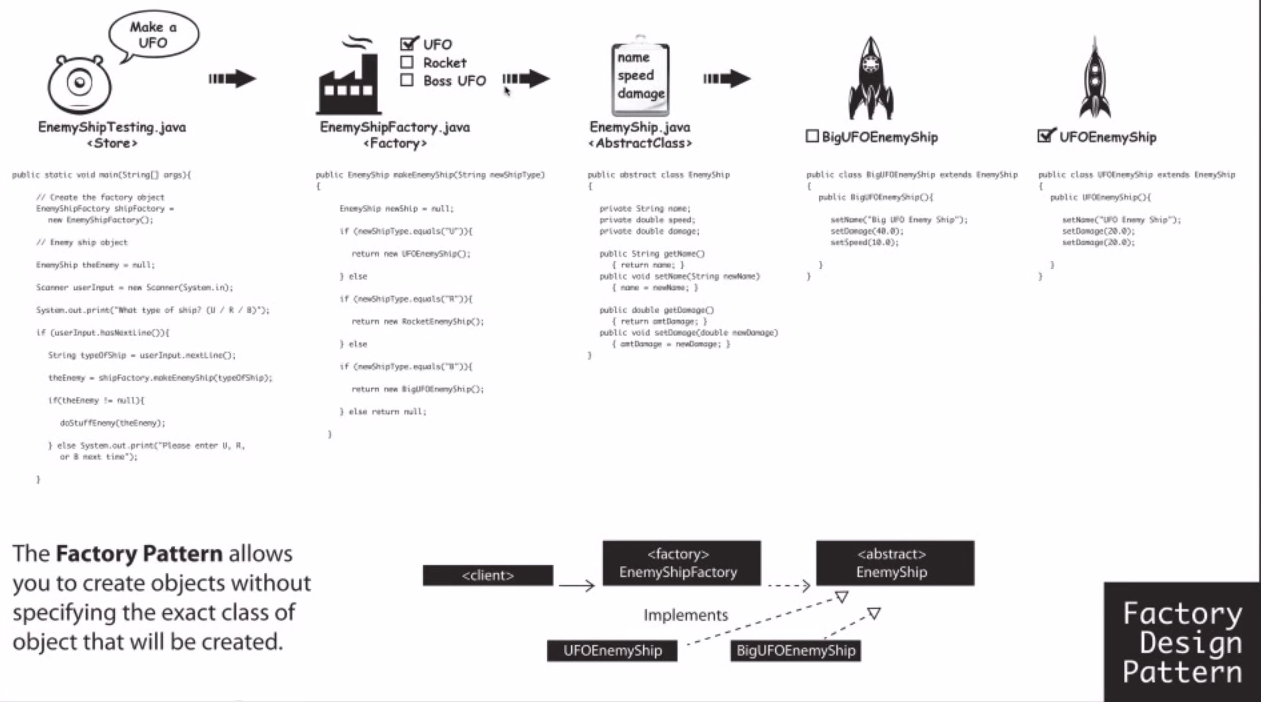 Make a
UFO
EnemyShipTesting.java
<Store>
public static void main(String[] args){
// Create the factory object
EnemyShipFactory shipFactory =
new EnemyShipFactory();
// Enemy ship object
EnemyShip theEnemy = null;
Scanner userInput = new Scanner(System.in);
System.out.print("What type of ship? (U / R / B)");
if (userInput.hasNextLine()){
String typeOfShip = userInput.nextLine();
theEnemy = shipFactory.makeEnemyShip(typeOfShip);
if(theEnemy != null){
doStuffEnemy(theEnemy);
} else System.out.print("Please enter U, R,
or B next time");
}
UFO
Rocket
Boss UFO
EnemyShipFactory.java
<Factory>
public EnemyShip makeEnemyShip(String newShipType)
{
EnemyShip newShip = null;
if (newShipType.equals("U")){
return new UFOEnemyShip();
} else
if (newShipType.equals("R")){
return new RocketEnemyShip();
} else
if (newShipType.equals("B")){
return new BigUFOEnemyShip();
} else return null;
}
name
speed
damage
EnemyShip.java
<AbstractClass>
public abstract class EnemyShip
{
private String name;
private double speed;
private double damage;
public String getName()
{ return name; }
public void setName(String newName)
{ name = newName; }
public double getDamage()
{ return amtDamage; }
public void setDamage(double newDamage)
{ amtDamage = newDamage; }
}
BigUFOEnemyShip
public class BigUFOEnemyShip extends EnemyShip
{
public BigUFOEnemyShip(){
setName("Big UFO Enemy Ship");
setDamage(40.0);
setSpeed(10.0);
}
}
UFOEnemyShip
public class UFOEnemyShip extends EnemyShip
{
public UFOEnemyShip(){
setName("UFO Enemy Ship");
setDamage(20.0);
setDamage(20.0);
}
}
The Factory Pattern allows
you to create objects without
specifying the exact class of
object that will be created.
<client>
<factory>
EnemyShipFactory
<abstract>
EnemyShip
Implements
UFOEnemyShip
BigUFOEnemyShip
Factory
Design
Pattern